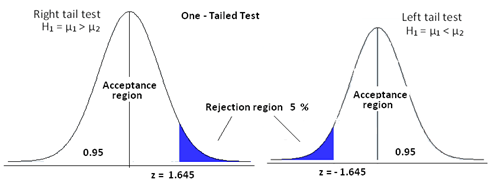 Right tail test
H₁ = μ₁ > μ₂
One - Tailed Test
Left tail test
H₁ = μ₁ < μ₂
Acceptance
region
Acceptance
region
Rejection region 5 %
0.95
0.95
z = 1.645
z = - 1.645